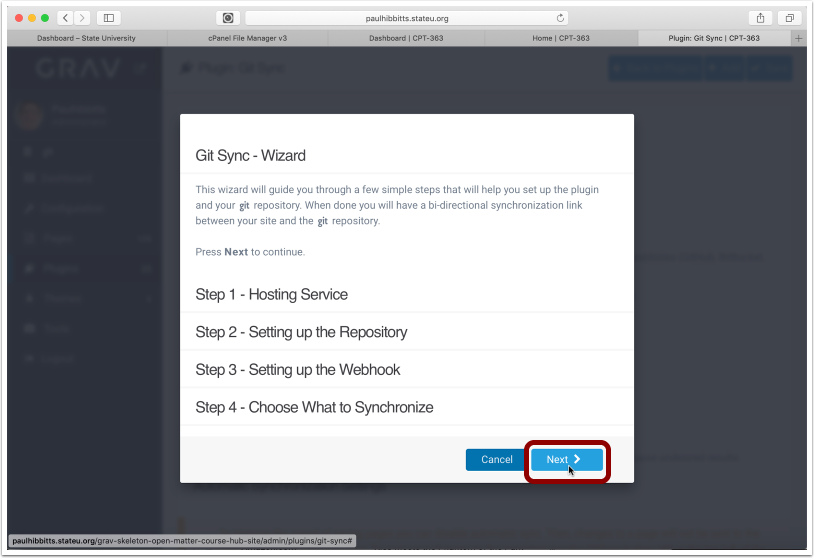 paulhibbitts.stateu.org
Dashboard – State University
cPanel File Manager v3
Dashboard | CPT-363
Home | CPT-363
Plugin: Git Sync | CPT-363
GRAV
Plugin: Git Sync
Git Sync - Wizard
This wizard will guide you through a few simple steps that will help you set up the plugin
and your git repository. When done you will have a bi-directional synchronization link
between your site and the git repository.
Press Next to continue.
Step 1 - Hosting Service
Step 2 - Setting up the Repository
Step 3 - Setting up the Webhook
Step 4 - Choose What to Synchronize
Cancel
Next
paulhibbitts.stateu.org/grav-skeleton-open-matter-course-hub-site/admin/plugins/git-sync#